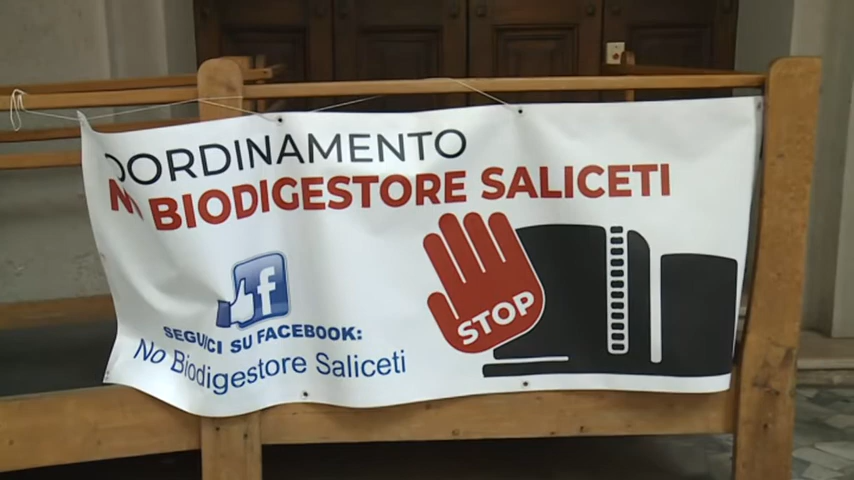 OORDINAMENTO
BIODIGESTORE SALICETI
STOP
f
SEGUICI SU FACEBOOK:
No Biodigestore Saliceti